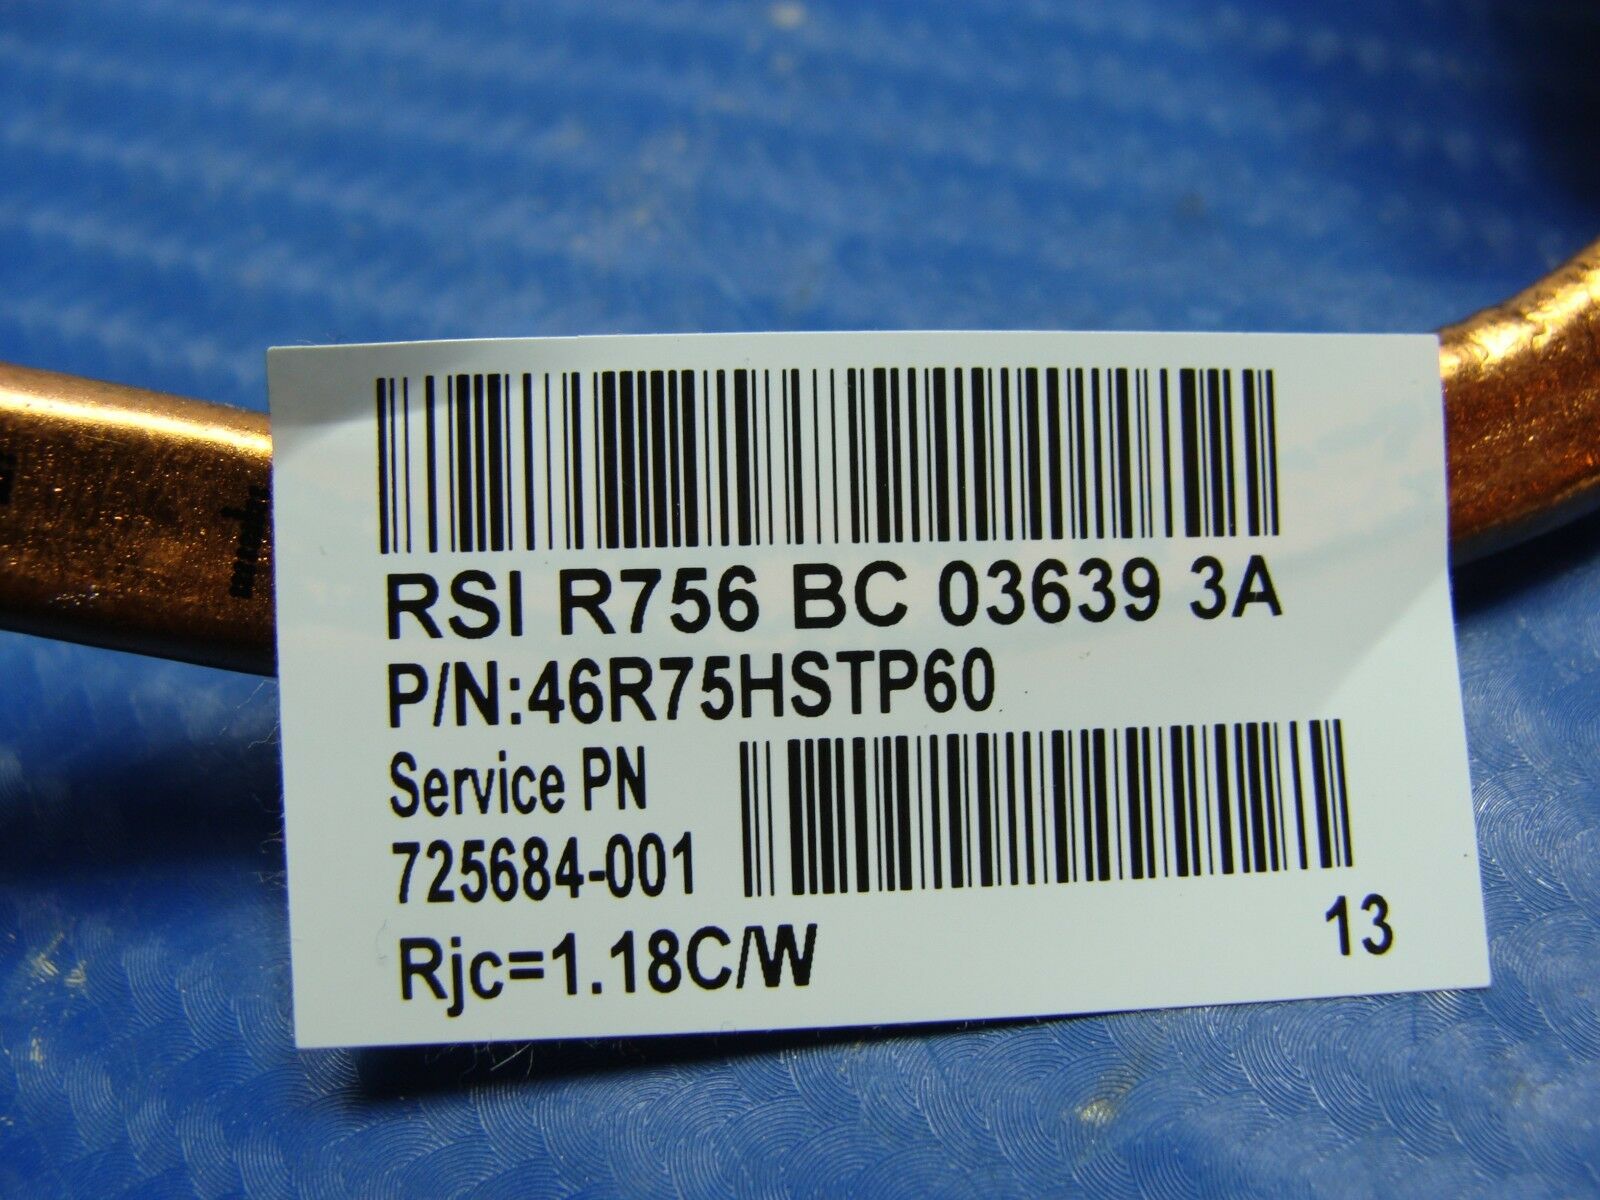 RSI R756 BC 03639 3A
P/N:46R75HSTP60
Service PN
725684-001
Rjc=1.18C/W
13